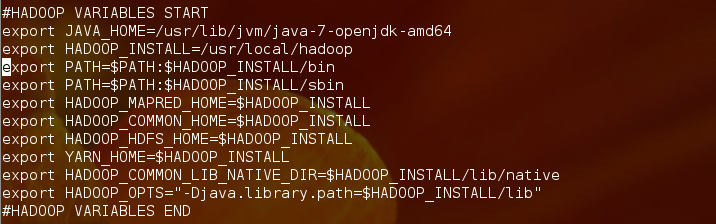 #HADOOP VARIABLES START
export JAVA_HOME=/usr/lib/jvm/java-7-openjdk-amd64
export HADOOP_INSTALL=/usr/local/hadoop
export PATH=$PATH:$HADOOP_INSTALL/bin
export PATH=$PATH:$HADOOP_INSTALL/sbin
export HADOOP_MAPRED_HOME=$HADOOP_INSTALL
export HADOOP_COMMON_HOME=$HADOOP_INSTALL
export HADOOP_HDFS_HOME=$HADOOP_INSTALL
export YARN_HOME=$HADOOP_INSTALL
export HADOOP_COMMON_LIB_NATIVE_DIR=$HADOOP_INSTALL/lib/native
export HADOOP_OPTS="-Djava.library.path=$HADOOP_INSTALL/lib"
#HADOOP VARIABLES END